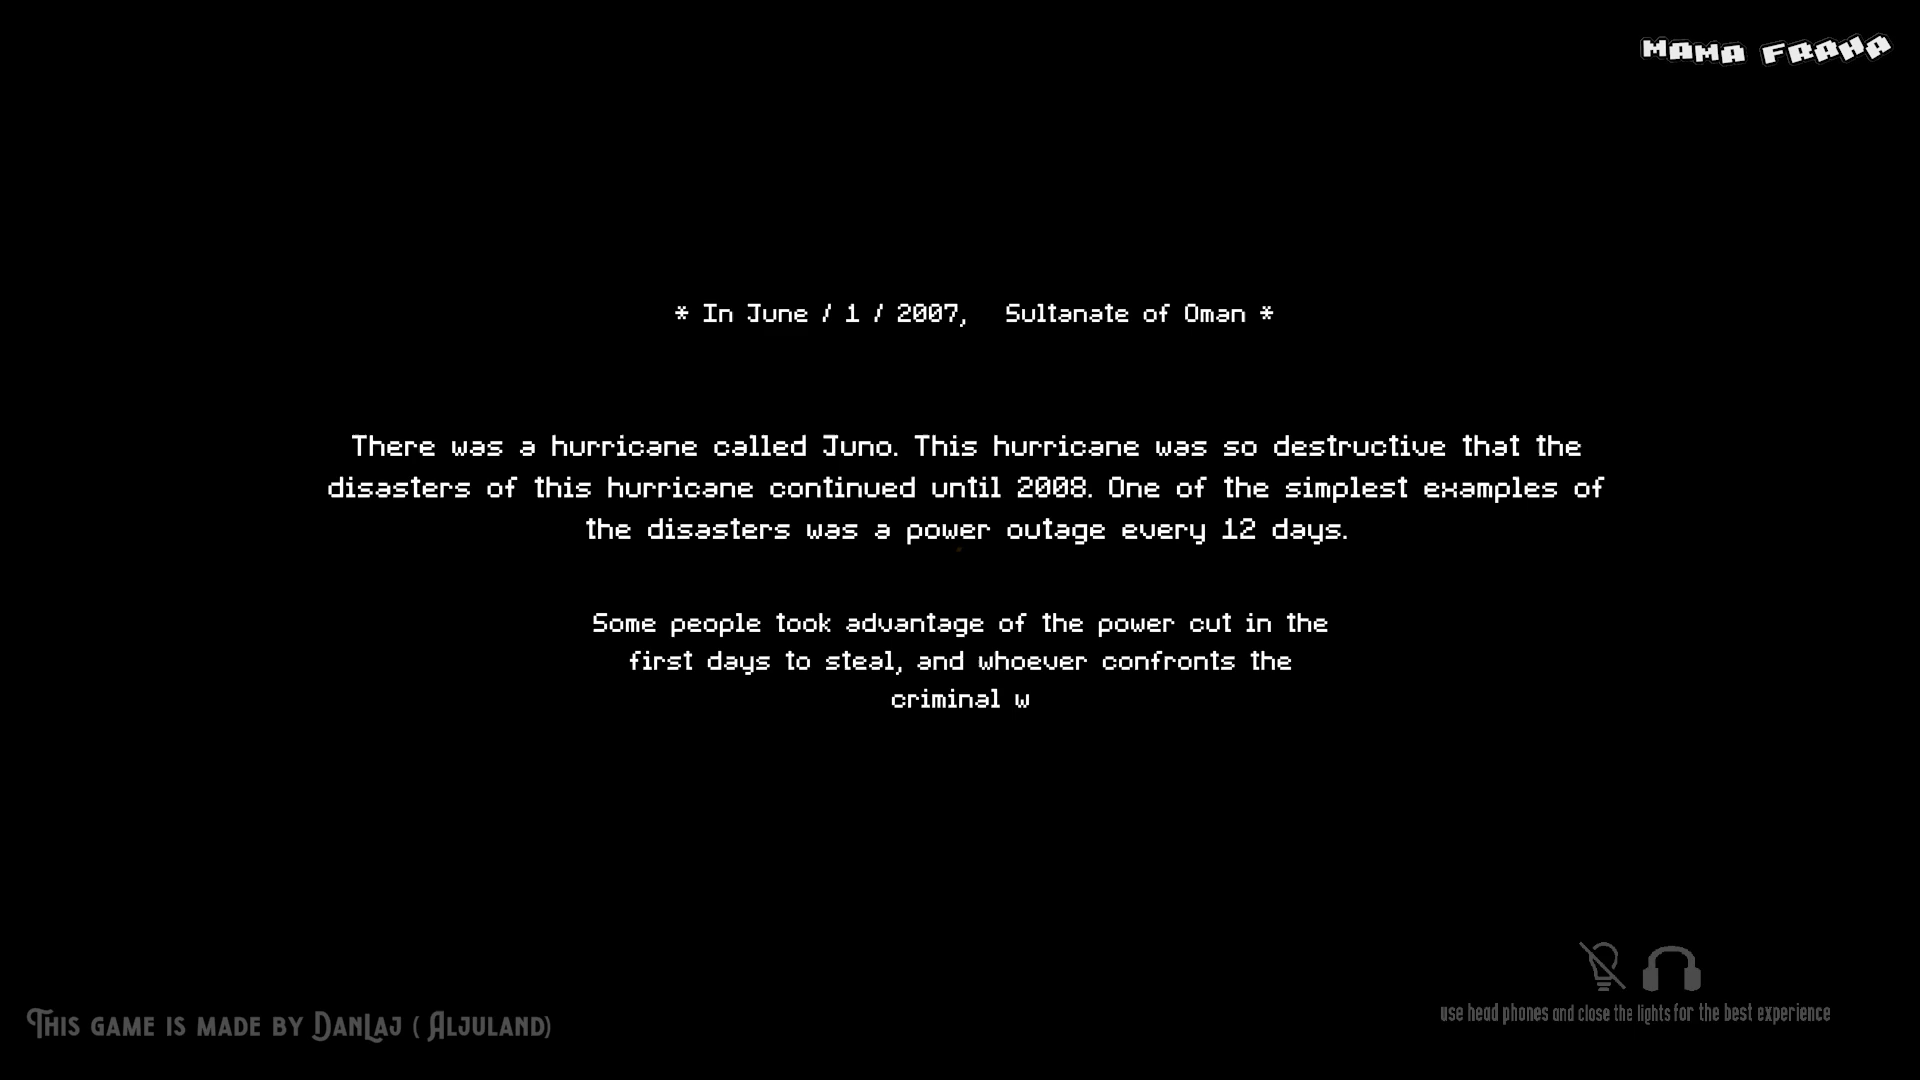 MAMA FRAHA
* In June / 1 / 2007, Sultanate of Oman *
There was a hurricane called Juno. This hurricane was so destructive that the
disasters of this hurricane continued until 2008. One of the simplest examples of
the disasters was a power outage every 12 days.
Some people took advantage of the power cut in the
first days to steal, and whoever confronts the
criminal w
use head phones and close the lights for the best experience
This game is made by DanLaj ( Aljuland)